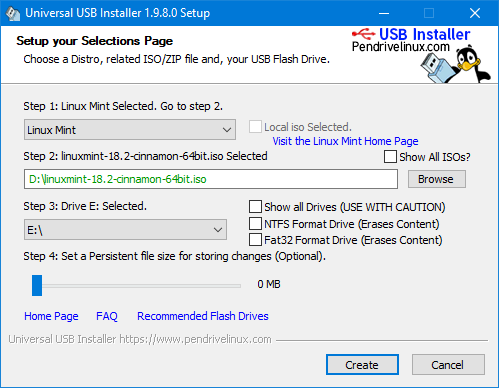 Universal USB Installer 1.9.8.0 Setup
Setup your Selections Page
Choose a Distro, related ISO/ZIP file and, your USB Flash Drive.
USB Installer
Pendrivelinux.com
Step 1: Linux Mint Selected. Go to step 2.
Linux Mint
Local iso Selected.
Visit the Linux Mint Home Page
Step 2: linuxmint-18.2-cinnamon-64bit.iso Selected
Show All ISOs?
D:\linuxmint-18.2-cinnamon-64bit.iso
Browse
Step 3: Drive E: Selected.
E:\
Show all Drives (USE WITH CAUTION)
NTFS Format Drive (Erases Content)
Fat32 Format Drive (Erases Content)
Step 4: Set a Persistent file size for storing changes (Optional).
0 MB
Home Page FAQ Recommended Flash Drives
Universal USB Installer https://www.pendrivelinux.com
Create Cancel